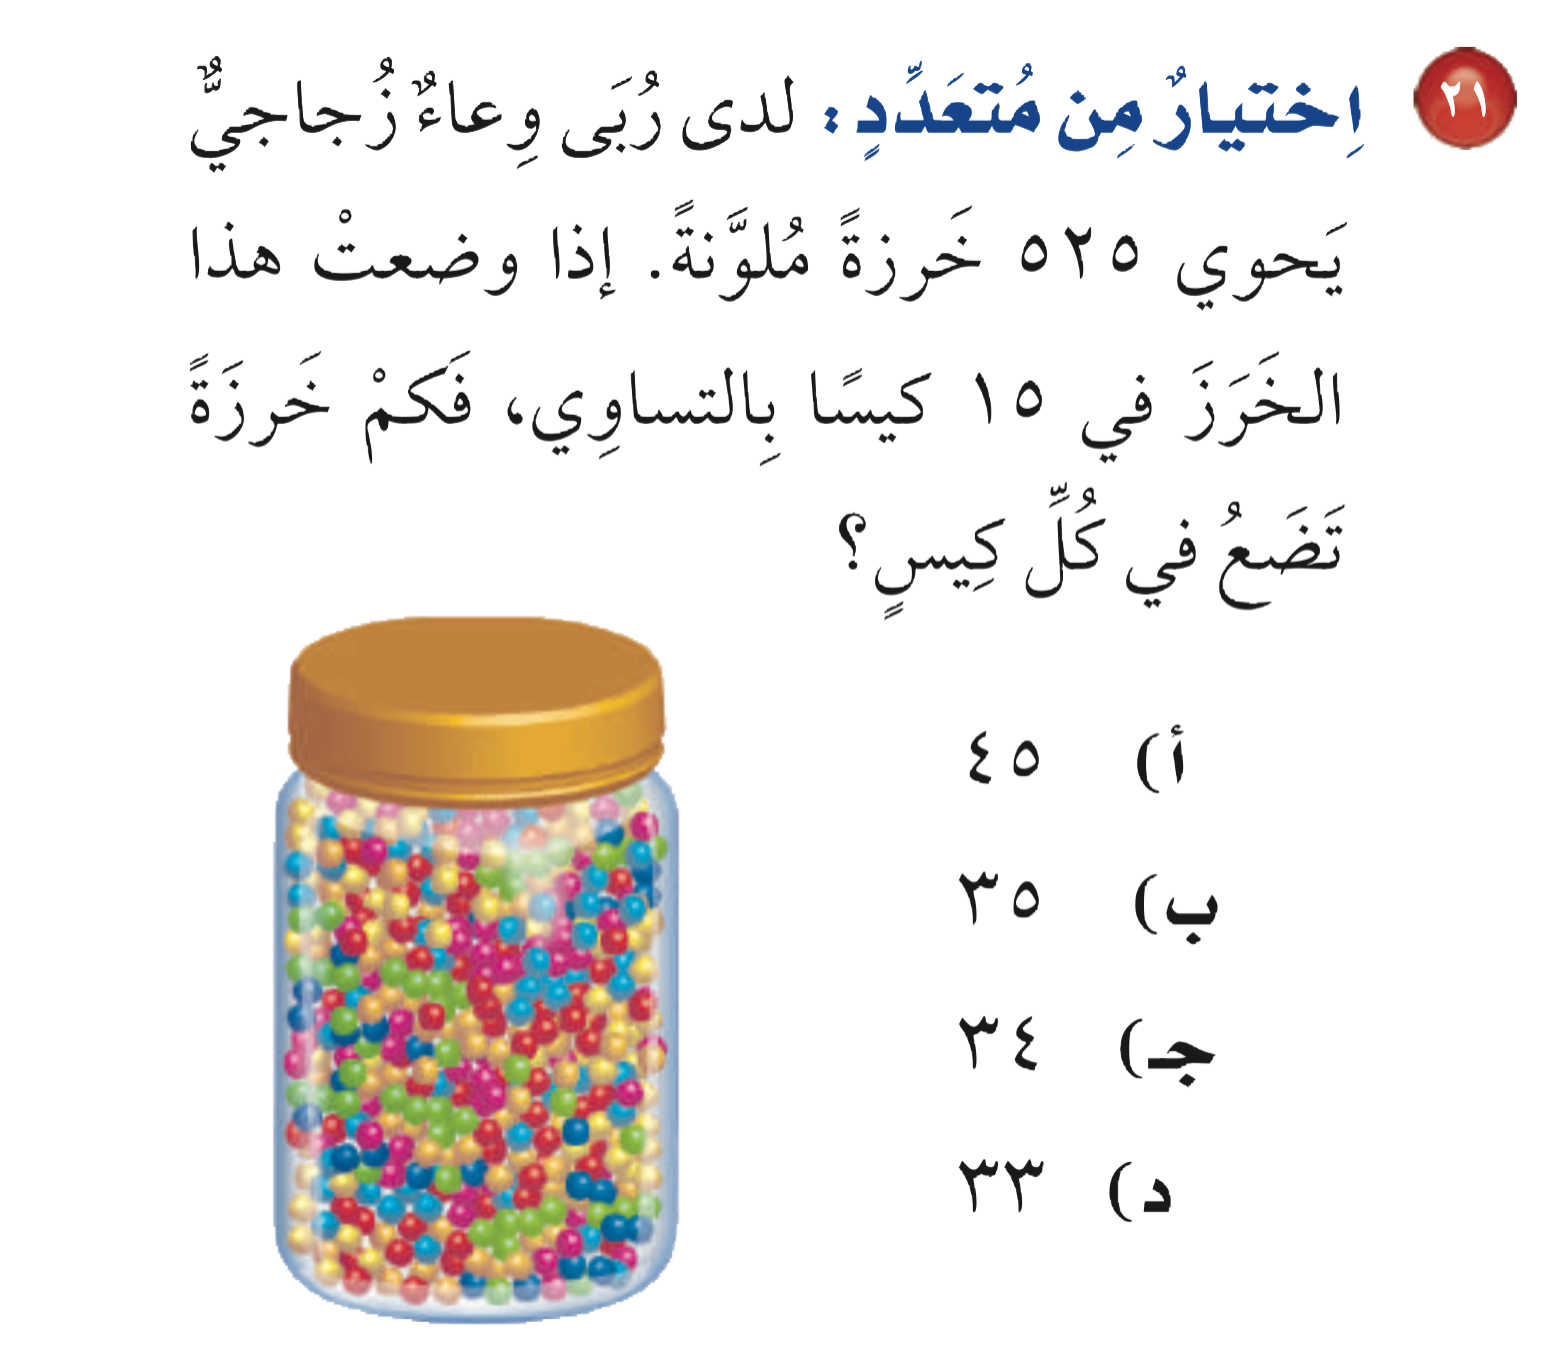 ٢١ اِختيارٌ مِن مُتعَدِّدٍ: لدى رُبَى وِعاءٌ زُجاجيٌّ
يَحوي ٥٢٥ خَرزةً مُلوَّنةً. إذا وضعتْ هذا
الخَرَزَ في ١٥ كيسًا بِالتساوِي، فَكمْ خَرزَةً
تَضَعُ في كُلِّ كِيسٍ؟
أ) ٤٥
ب) ٣٥
جـ) ٣٤
د) ٣٣